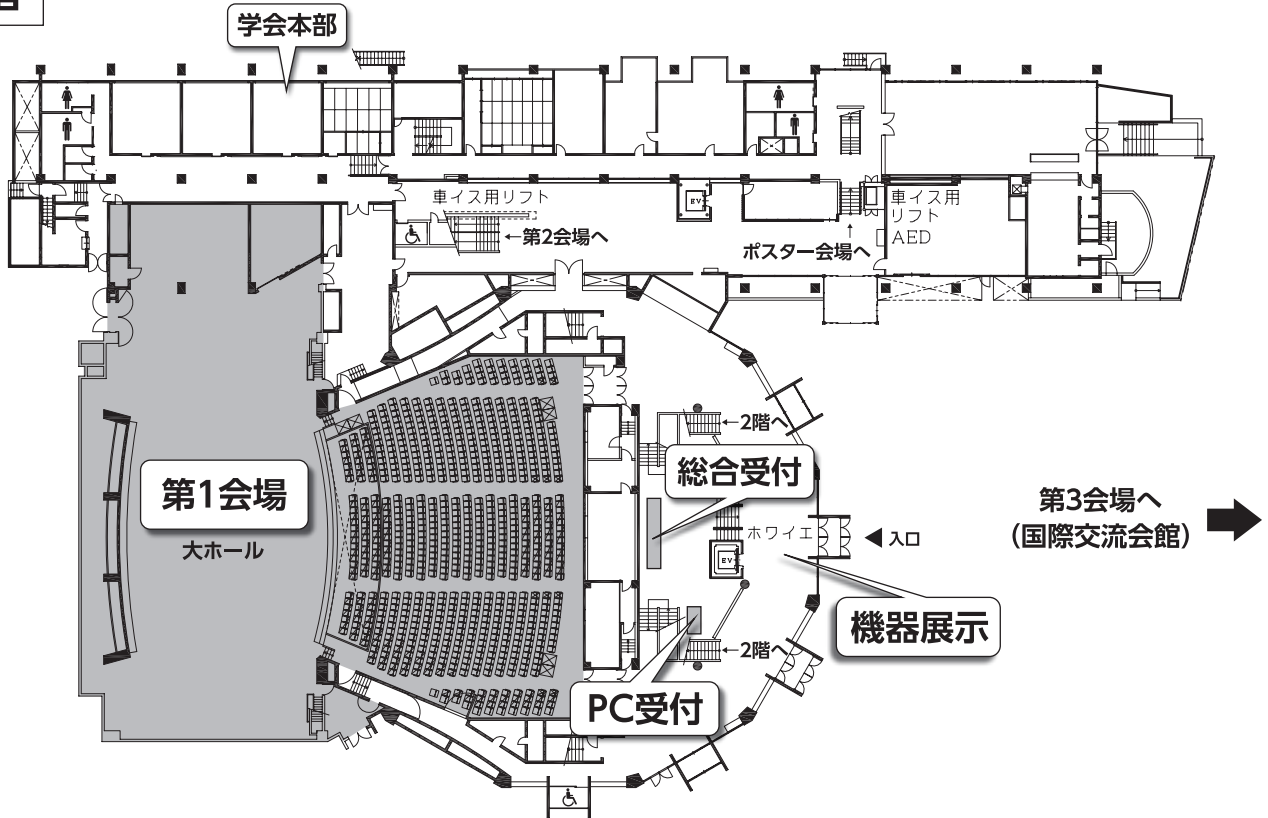 学会本部
車イス用リフト
←第2会場へ
EV
ポスター会場へ
車イス用
リフト
AED
←2階へ
総合受付
第1会場
大ホール
ホワイエ
EV
入口
第3会場へ
(国際交流会館)
機器展示
←2階へ
PC受付